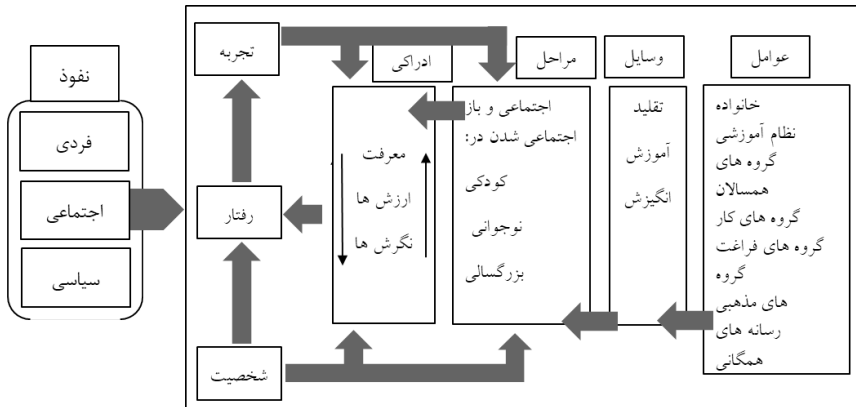 عوامل
خانواده
نظام آموزشی
گروه های
همسالان
گروه های کار
گروه های فراغت
گروه
های مذهبی
رسانه های
همگانی
وسایل
تقلید
آموزش
انگیزش
مراحل
اجتماعی و باز
اجتماعی شدن در:
کودکی
نوجوانی
بزرگسالی
ادراکی
معرفت
ارزش ها
نگرش ها
تجربه
رفتار
شخصیت
نفوذ
فردی
اجتماعی
سیاسی